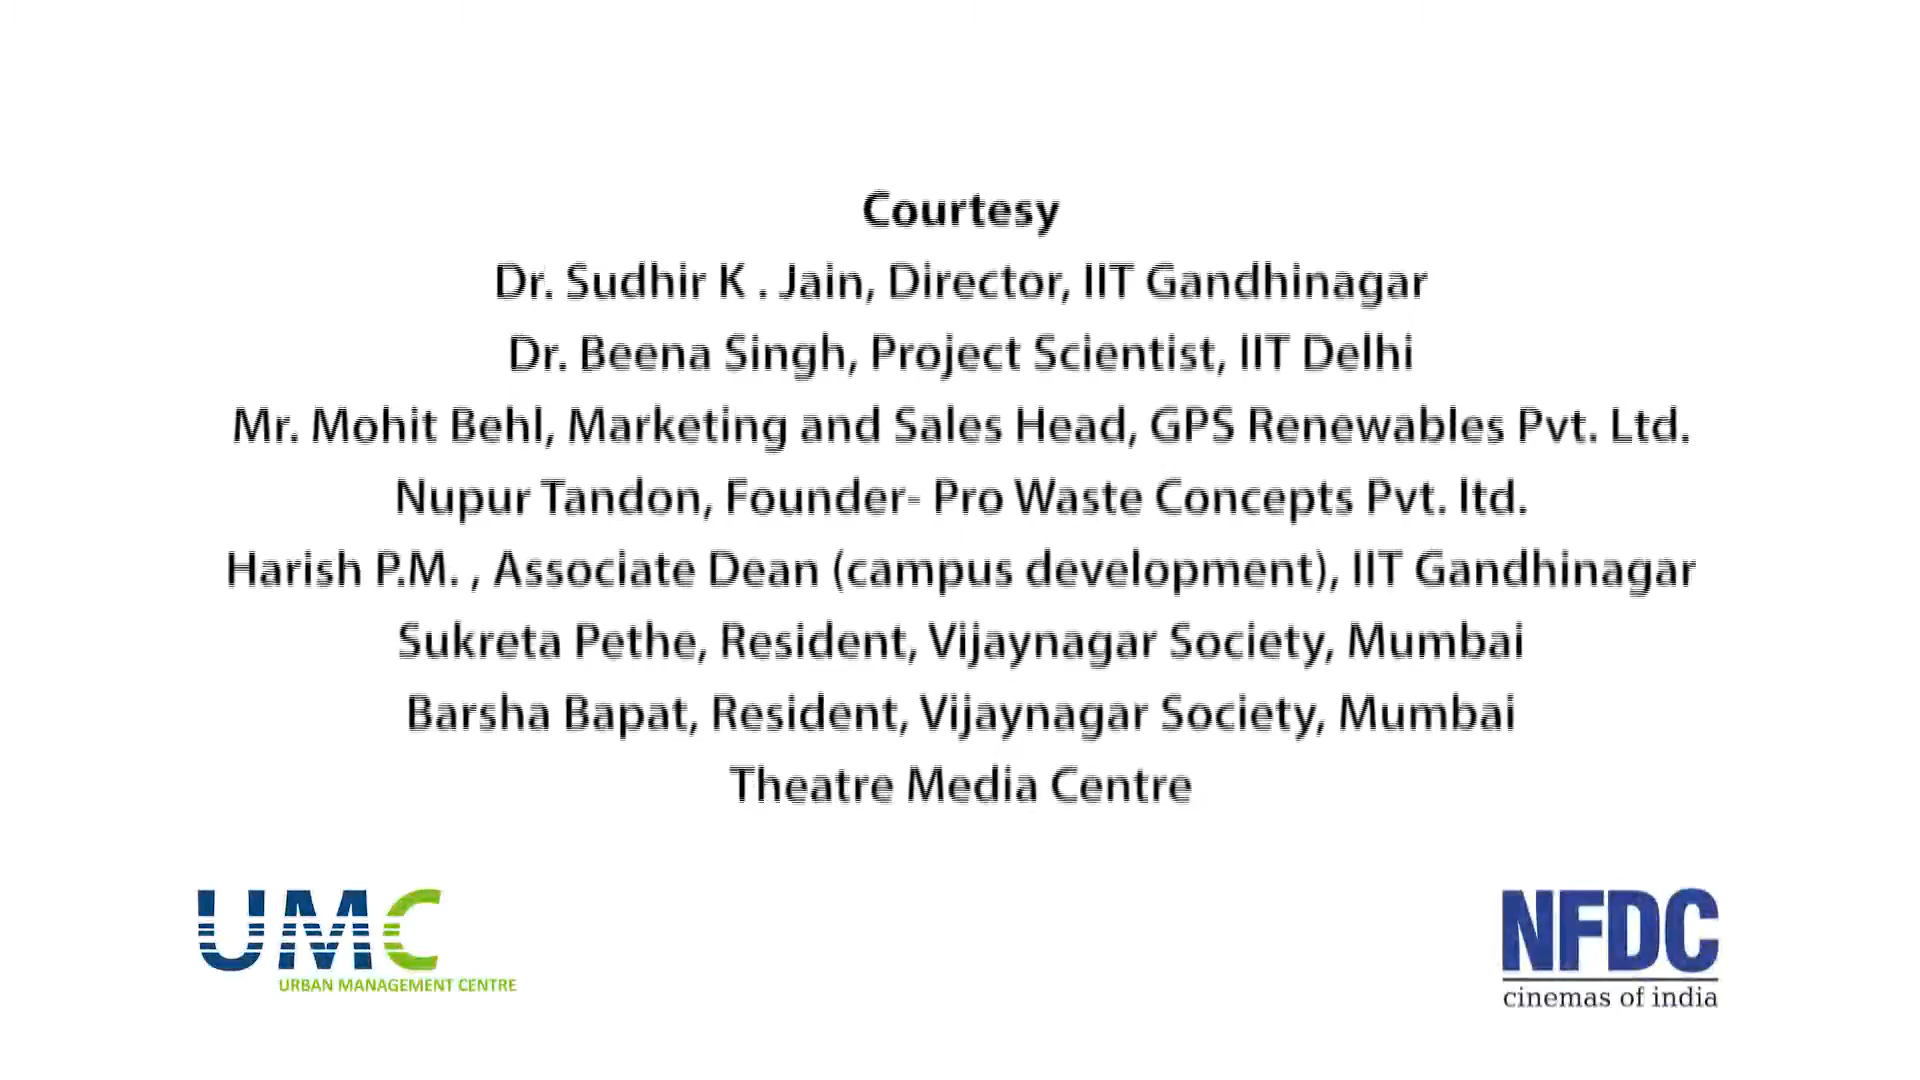 Courtesy
Dr. Sudhir K . Jain, Director, IIT Gandhinagar
Dr. Beena Singh, Project Scientist, IIT Delhi
Mr. Mohit Behl, Marketing and Sales Head, GPS Renewables Pvt. Ltd.
Nupur Tandon, Founder- Pro Waste Concepts Pvt. ltd.
Harish P.M. , Associate Dean (campus development), IIT Gandhinagar
Sukreta Pethe, Resident, Vijaynagar Society, Mumbai
Barsha Bapat, Resident, Vijaynagar Society, Mumbai
Theatre Media Centre
UMC
URBAN MANAGEMENT CENTRE
NFDC
cinemas of india